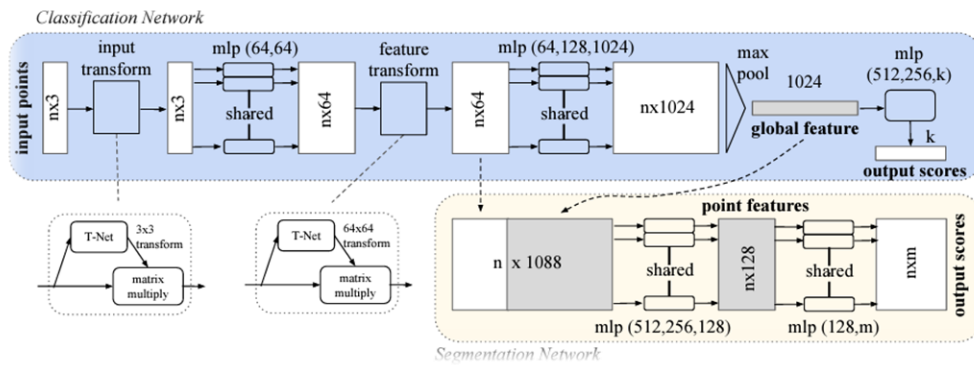 Classification Network
input
transform
mlp (64,64)
feature
transform
mlp (64,128,1024)
max
pool
1024
mlp
(512,256,k)
input points
nx3
nx3
shared
nx64
nx64
shared
nx1024
global feature
k
output scores
point features
T-Net
3x3
transform
matrix
multiply
T-Net
64x64
transform
matrix
multiply
n x 1088
shared
nx128
shared
nxm
output scores
mlp (512,256,128)
mlp (128,m)
Segmentation Network